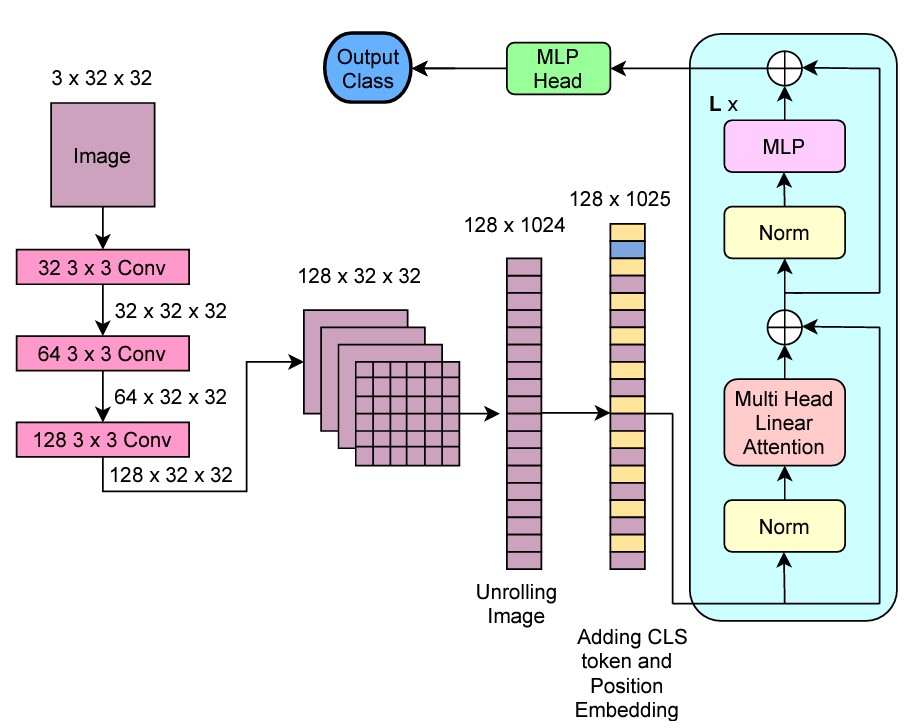 3 x 32 x 32
Image
32 3 x 3 Conv
32 x 32 x 32
64 3 x 3 Conv
64 x 32 x 32
128 3 x 3 Conv
128 x 32 x 32
128 x 32 x 32
128 x 1024
Unrolling
Image
128 x 1025
Adding CLS
token and
Position
Embedding
Norm
Multi Head
Linear
Attention
Norm
MLP
L x
MLP
Head
Output
Class